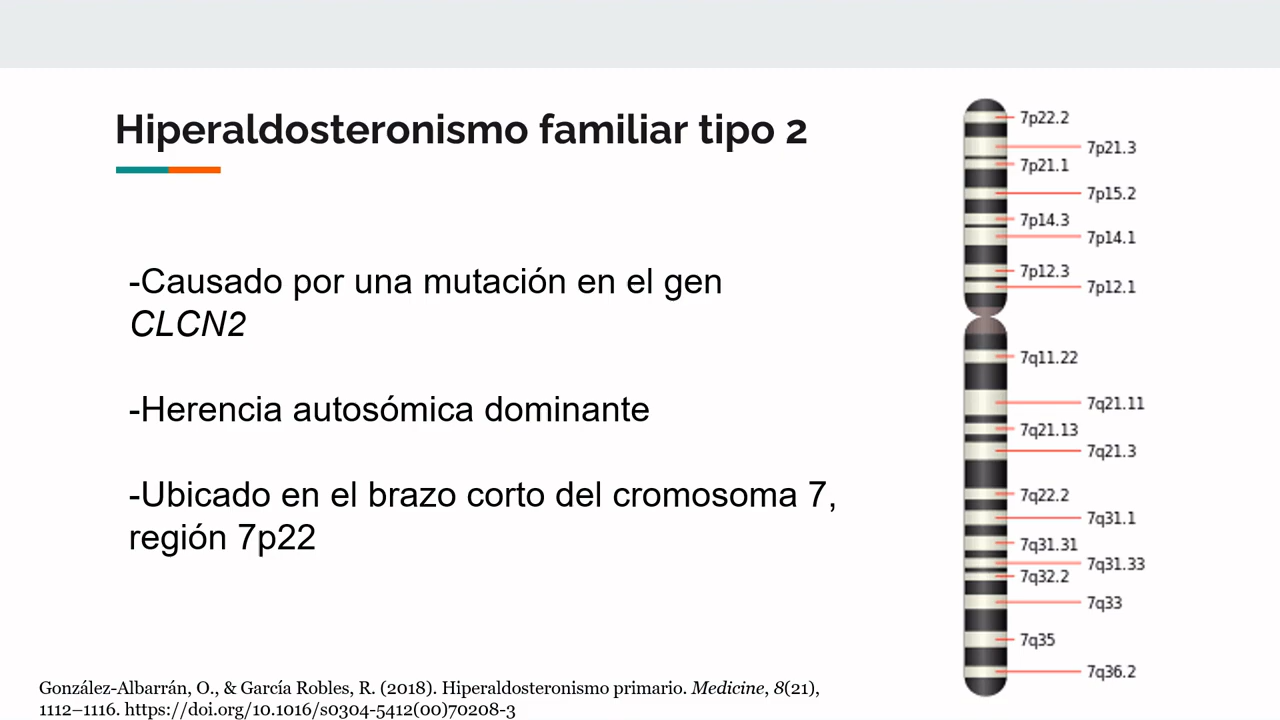 Hiperaldosteronismo familiar tipo 2
-Causado por una mutación en el gen
CLCN2
-Herencia autosómica dominante
-Ubicado en el brazo corto del cromosoma 7,
región 7p22
7p22.2
7p21.3
7p21.1
7p15.2
7p14.3
7p14.1
7p12.3
7p12.1
7q11.22
7q21.11
7q21.13
7q21.3
7q22.2
7q31.1
7q31.31
7q31.33
7q32.2
7q33
7q35
7q36.2
González-Albarrán, O., & García Robles, R. (2018). Hiperaldosteronismo primario. Medicine, 8(21),
1112–1116. https://doi.org/10.1016/s0304-5412(00)70208-3